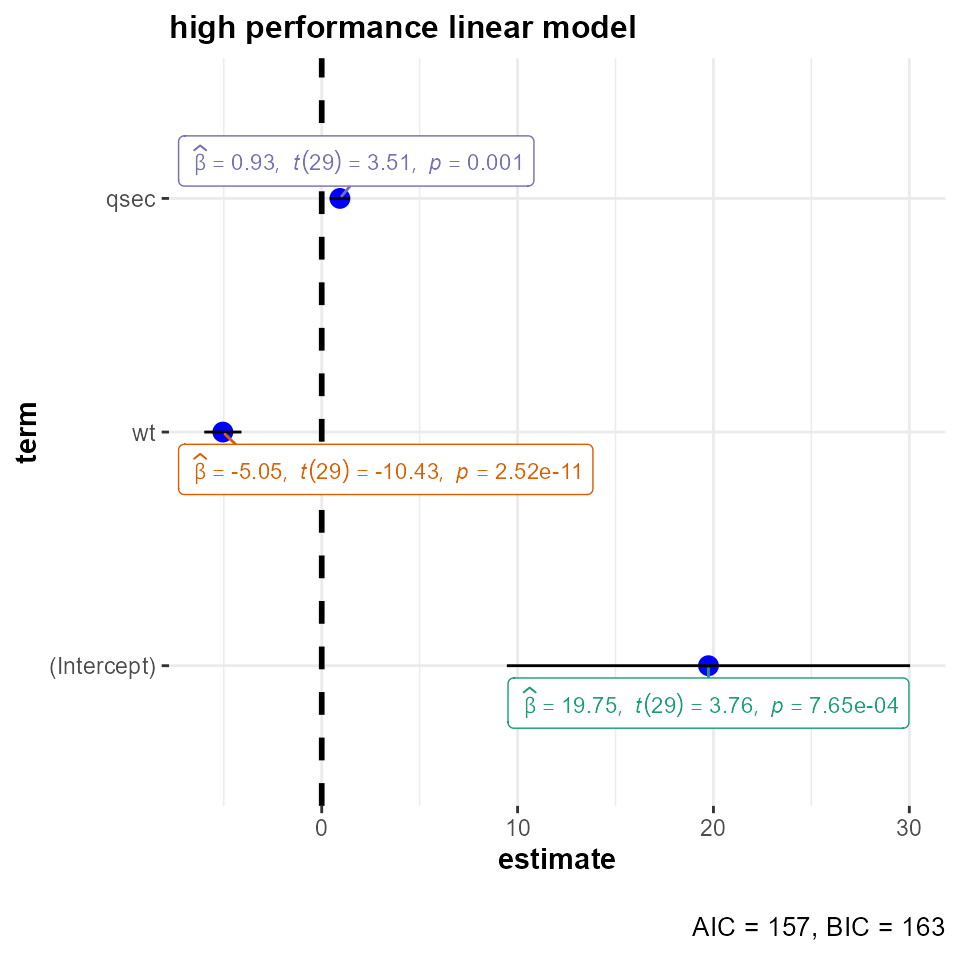 high performance linear model
β̂ = 0.93, t(29) = 3.51, p = 0.001
qsec
term
wt
β̂ = -5.05, t(29) = -10.43, p = 2.52e-11
(Intercept)
β̂ = 19.75, t(29) = 3.76, p = 7.65e-04
0 10 20 30
estimate
AIC = 157, BIC = 163